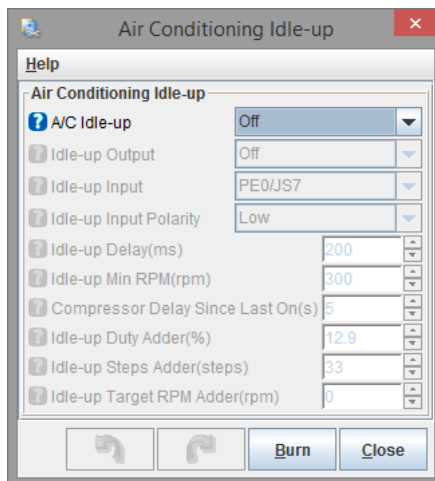 Air Conditioning Idle-up
Help
Air Conditioning Idle-up
? A/C Idle-up Off
? Idle-up Output Off
? Idle-up Input PE0/JS7
? Idle-up Input Polarity Low
? Idle-up Delay(ms) 200
? Idle-up Min RPM(rpm) 300
? Compressor Delay Since Last On(s) 5
? Idle-up Duty Adder(%) 12.9
? Idle-up Steps Adder(steps) 33
? Idle-up Target RPM Adder(rpm) 0
Burn Close